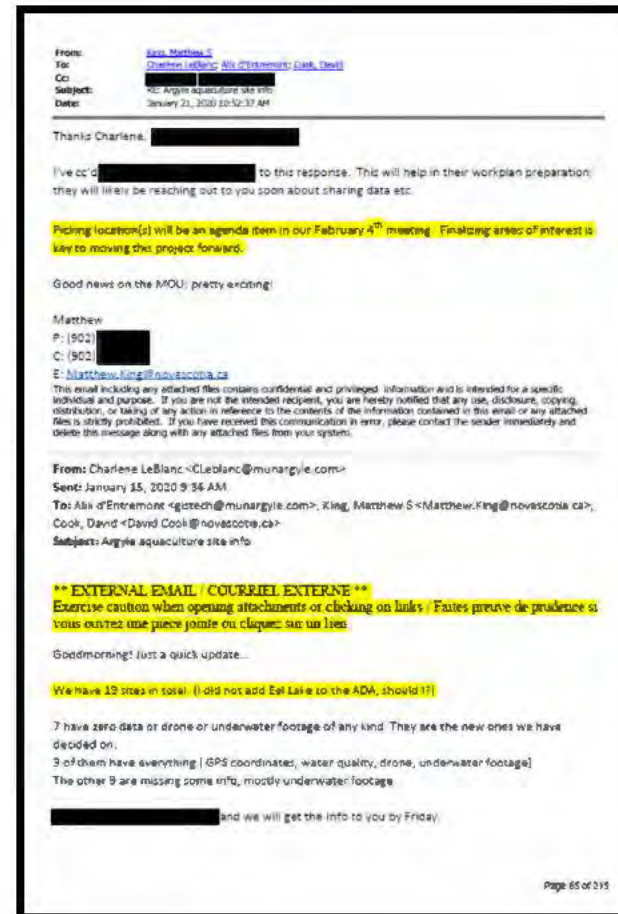 From: King, Matthew S
To: Charlene LeBlanc; Alix d'Entremont; Cook, David
Cc:
Subject: RE: Argyle aquaculture site info
Date: January 21, 2020 10:52:37 AM
Thanks Charlene,
I've cc'd to this response. This will help in their workplan preparation;
they will likely be reaching out to you soon about sharing data etc.
Picking location(s) will be an agenda item in our February 4th meeting. Finalizing areas of interest is
key to moving this project forward.
Good news on the MOU; pretty exciting!
Matthew
P: (902)
C: (902)
E: Matthew.King@novascotia.ca
This email including any attached files contains confidential and privileged information and is intended for a specific
individual and purpose. If you are not the intended recipient, you are hereby notified that any use, disclosure, copying,
distribution, or taking of any action in reference to the contents of the information contained in this email or any attached
files is strictly prohibited. If you have received this communication in error, please contact the sender immediately and
delete this message along with any attached files from your system.
From: Charlene LeBlanc <CLeblanc@munargyle.com>
Sent: January 15, 2020 9:36 AM
To: Alix d'Entremont <gistech@munargyle.com>, King, Matthew S <Matthew.King@novascotia.ca>,
Cook, David <David.Cook@novascotia.ca>
Subject: Argyle aquaculture site info
** EXTERNAL EMAIL / COURRIEL EXTERNE **
Exercise caution when opening attachments or clicking on links / Faites preuve de prudence si
vous ouvrez une pièce jointe ou cliquez sur un lien
Goodmorning! Just a quick update...
We have 19 sites in total. (I did not add Eel Lake to the ADA, should I?)
7 have zero data or drone or underwater footage of any kind. They are the new ones we have
decided on.
3 of them have everything [ GPS coordinates, water quality, drone, underwater footage]
The other 9 are missing some info, mostly underwater footage
and we will get the info to you by Friday.
Page 65 of 235